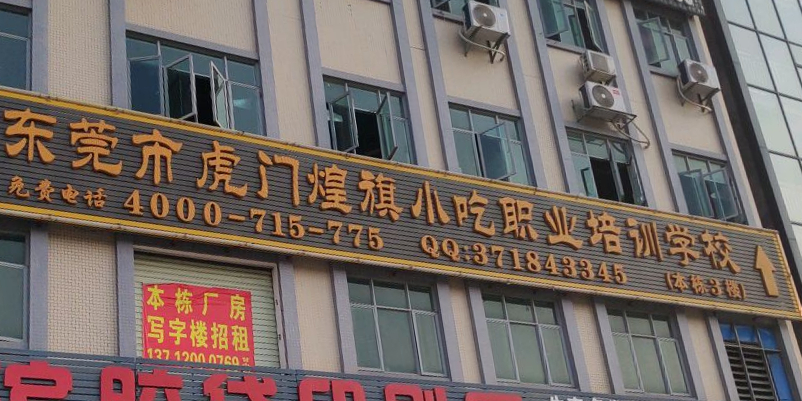 东莞市虎门煌旗小吃职业培训学校
免费电话 4000-715-775 QQ:371843345 (本栋3楼)
本栋厂房
写字楼招租
137 1200 0769